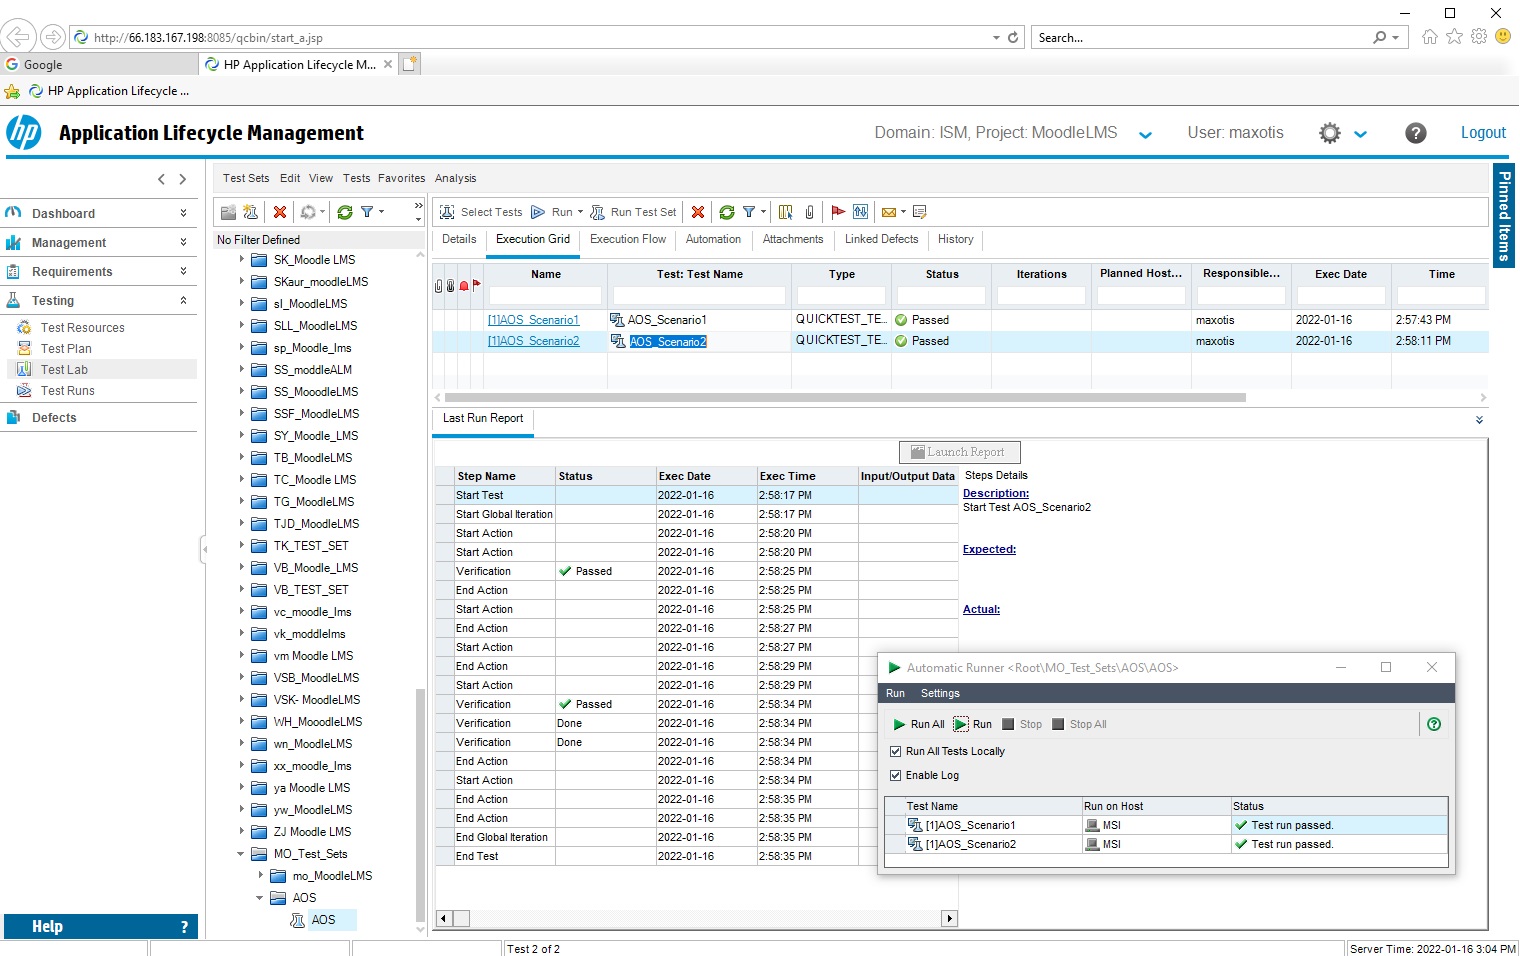 http://66.183.167.198:8085/qcbin/start_a.jsp
Search...
Google
HP Application Lifecycle M...
HP Application Lifecycle ...
hp
Application Lifecycle Management
Domain: ISM, Project: MoodleLMS
User: maxotis
?
Logout
Pinned Items
Dashboard
Management
Requirements
Testing
Test Resources
Test Plan
Test Lab
Test Runs
Defects
Help ?
Test Sets Edit View Tests Favorites Analysis
No Filter Defined
SK_Moodle LMS
SKaur_moodleLMS
sl_MoodleLMS
SLL_MoodleLMS
sp_Moodle_lms
SS_moddleALM
SS_MooodleLMS
SSF_MoodleLMS
SY_Moodle_LMS
TB_MoodleLMS
TC_Moodle LMS
TG_MoodleLMS
TJD_MoodleLMS
TK_TEST_SET
VB_Moodle_LMS
VB_TEST_SET
vc_moodle_lms
vk_moddlelms
vm Moodle LMS
VSB_MoodleLMS
VSK- MoodleLMS
WH_MooodleLMS
wn_MoodleLMS
xx_moodle_lms
ya Moodle LMS
yw_MoodleLMS
ZJ Moodle LMS
MO_Test_Sets
mo_MoodleLMS
AOS
AOS
Select Tests Run Run Test Set
Details Execution Grid Execution Flow Automation Attachments Linked Defects History
Name Test: Test Name Type Status Iterations Planned Host... Responsible... Exec Date Time
[1]AOS_Scenario1 AOS_Scenario1 QUICKTEST_TE... Passed maxotis 2022-01-16 2:57:43 PM
[1]AOS_Scenario2 AOS_Scenario2 QUICKTEST_TE... Passed maxotis 2022-01-16 2:58:11 PM
Last Run Report
Launch Report
Step Name Status Exec Date Exec Time Input/Output Data
Start Test 2022-01-16 2:58:17 PM
Start Global Iteration 2022-01-16 2:58:17 PM
Start Action 2022-01-16 2:58:20 PM
Start Action 2022-01-16 2:58:20 PM
Verification Passed 2022-01-16 2:58:25 PM
End Action 2022-01-16 2:58:25 PM
Start Action 2022-01-16 2:58:25 PM
End Action 2022-01-16 2:58:27 PM
Start Action 2022-01-16 2:58:27 PM
End Action 2022-01-16 2:58:29 PM
Start Action 2022-01-16 2:58:29 PM
Verification Passed 2022-01-16 2:58:34 PM
Verification Done 2022-01-16 2:58:34 PM
Verification Done 2022-01-16 2:58:34 PM
End Action 2022-01-16 2:58:34 PM
Start Action 2022-01-16 2:58:34 PM
End Action 2022-01-16 2:58:35 PM
End Action 2022-01-16 2:58:35 PM
End Global Iteration 2022-01-16 2:58:35 PM
End Test 2022-01-16 2:58:35 PM
Steps Details
Description:
Start Test AOS_Scenario2
Expected:
Actual:
Automatic Runner <Root\MO_Test_Sets\AOS\AOS>
Run Settings
Run All Run Stop Stop All ?
Run All Tests Locally
Enable Log
Test Name Run on Host Status
[1]AOS_Scenario1 MSI Test run passed.
[1]AOS_Scenario2 MSI Test run passed.
Test 2 of 2
Server Time: 2022-01-16 3:04 PM